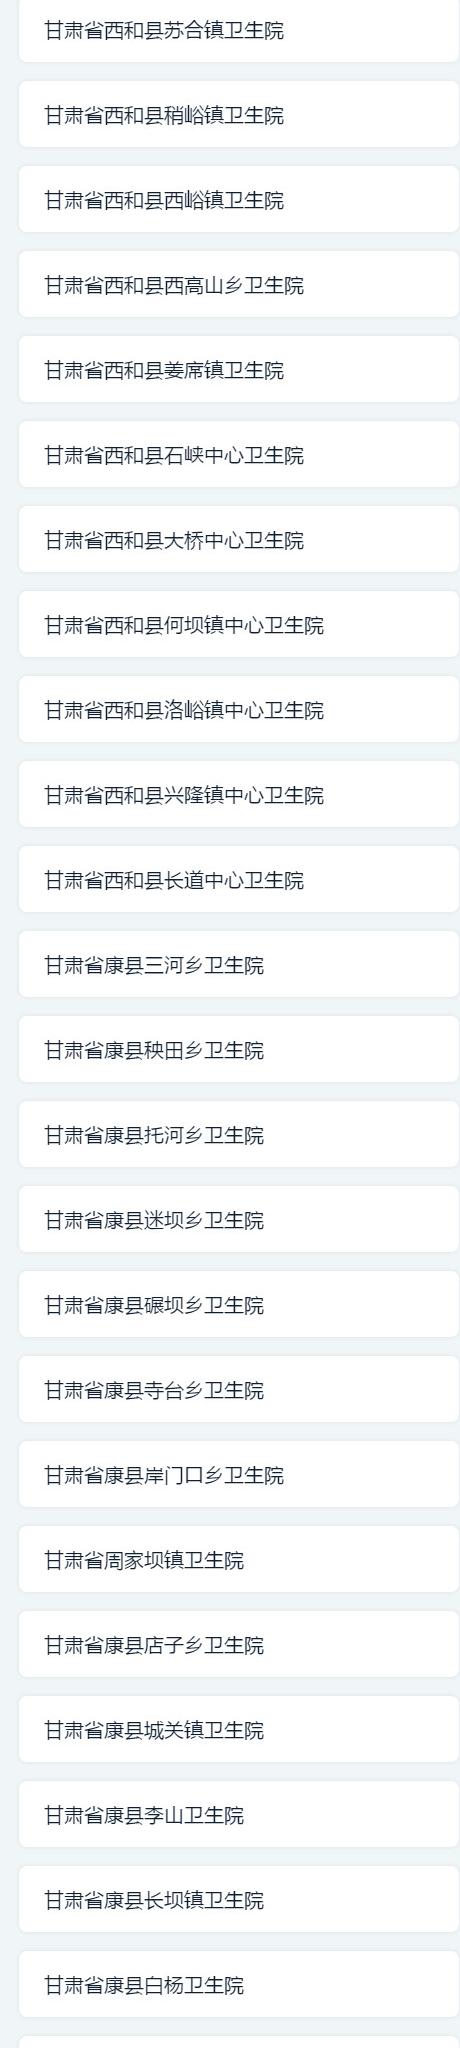 甘肃省西和县苏合镇卫生院
甘肃省西和县稍峪镇卫生院
甘肃省西和县西峪镇卫生院
甘肃省西和县西高山乡卫生院
甘肃省西和县姜席镇卫生院
甘肃省西和县石峡中心卫生院
甘肃省西和县大桥中心卫生院
甘肃省西和县何坝镇中心卫生院
甘肃省西和县洛峪镇中心卫生院
甘肃省西和县兴隆镇中心卫生院
甘肃省西和县长道中心卫生院
甘肃省康县三河乡卫生院
甘肃省康县秧田乡卫生院
甘肃省康县托河乡卫生院
甘肃省康县迷坝乡卫生院
甘肃省康县碾坝乡卫生院
甘肃省康县寺台乡卫生院
甘肃省康县岸门口乡卫生院
甘肃省周家坝镇卫生院
甘肃省康县店子乡卫生院
甘肃省康县城关镇卫生院
甘肃省康县李山卫生院
甘肃省康县长坝镇卫生院
甘肃省康县白杨卫生院